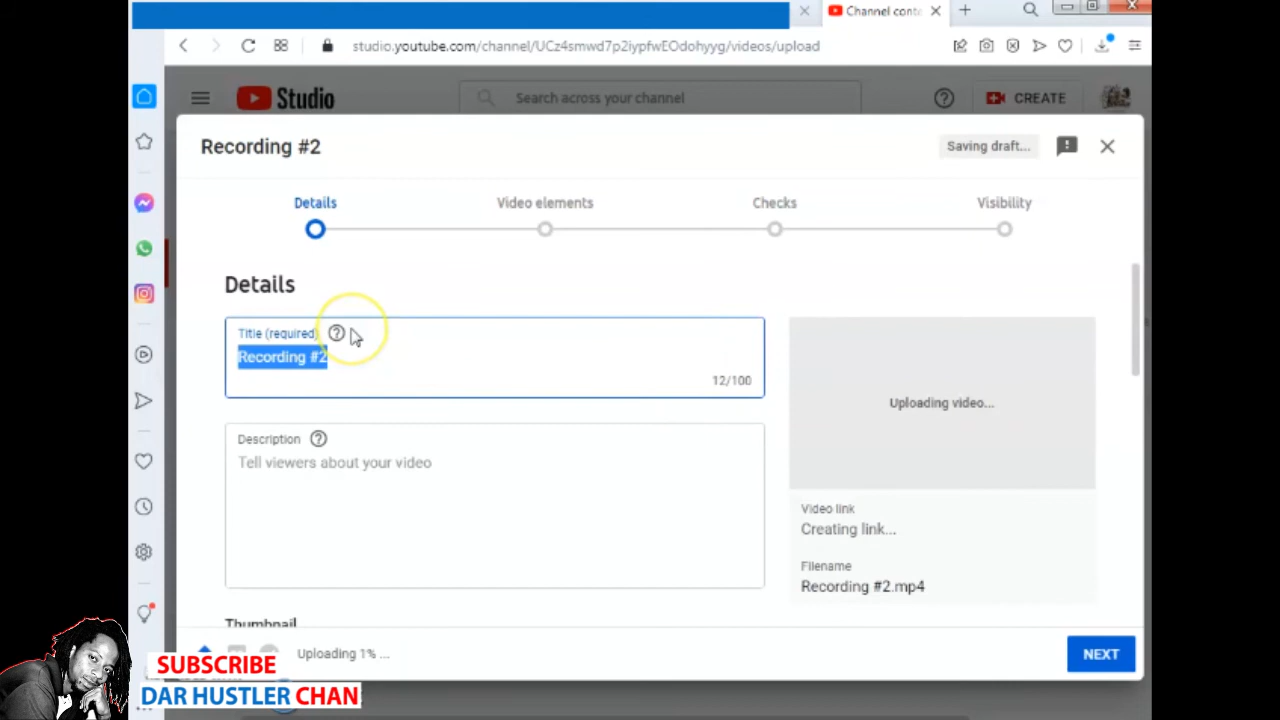 Channel conte
studio.youtube.com/channel/UCz4smwd7p2iypfwEOdohyyg/videos/upload
Studio
Search across your channel
CREATE
Recording #2
Saving draft...
Details
Video elements
Checks
Visibility
Details
Title (required)
Recording #2
12/100
Uploading video...
Description
Tell viewers about your video
Video link
Creating link...
Filename
Recording #2.mp4
Thumbnail
Uploading 1% ...
NEXT
SUBSCRIBE
DAR HUSTLER CHAN